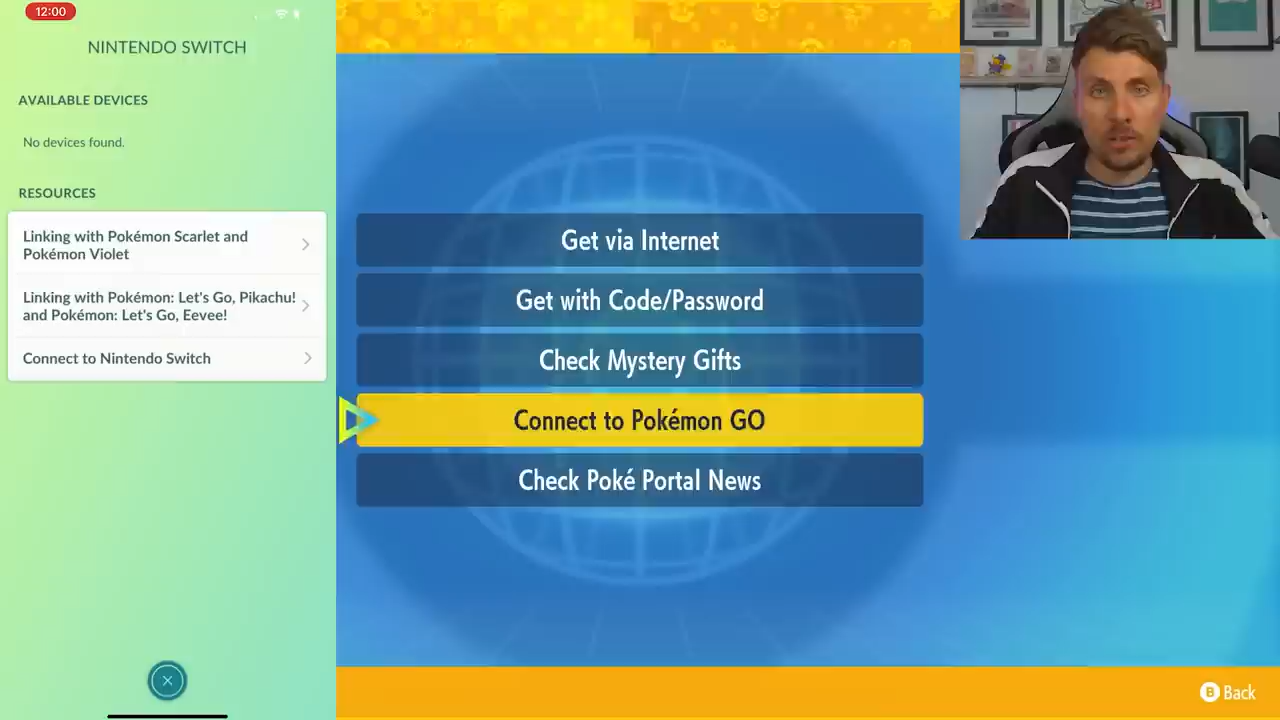 12:00
NINTENDO SWITCH
AVAILABLE DEVICES
No devices found.
RESOURCES
Linking with Pokémon Scarlet and
Pokémon Violet
Linking with Pokémon: Let's Go, Pikachu!
and Pokémon: Let's Go, Eevee!
Connect to Nintendo Switch
Get via Internet
Get with Code/Password
Check Mystery Gifts
Connect to Pokémon GO
Check Poké Portal News
B Back